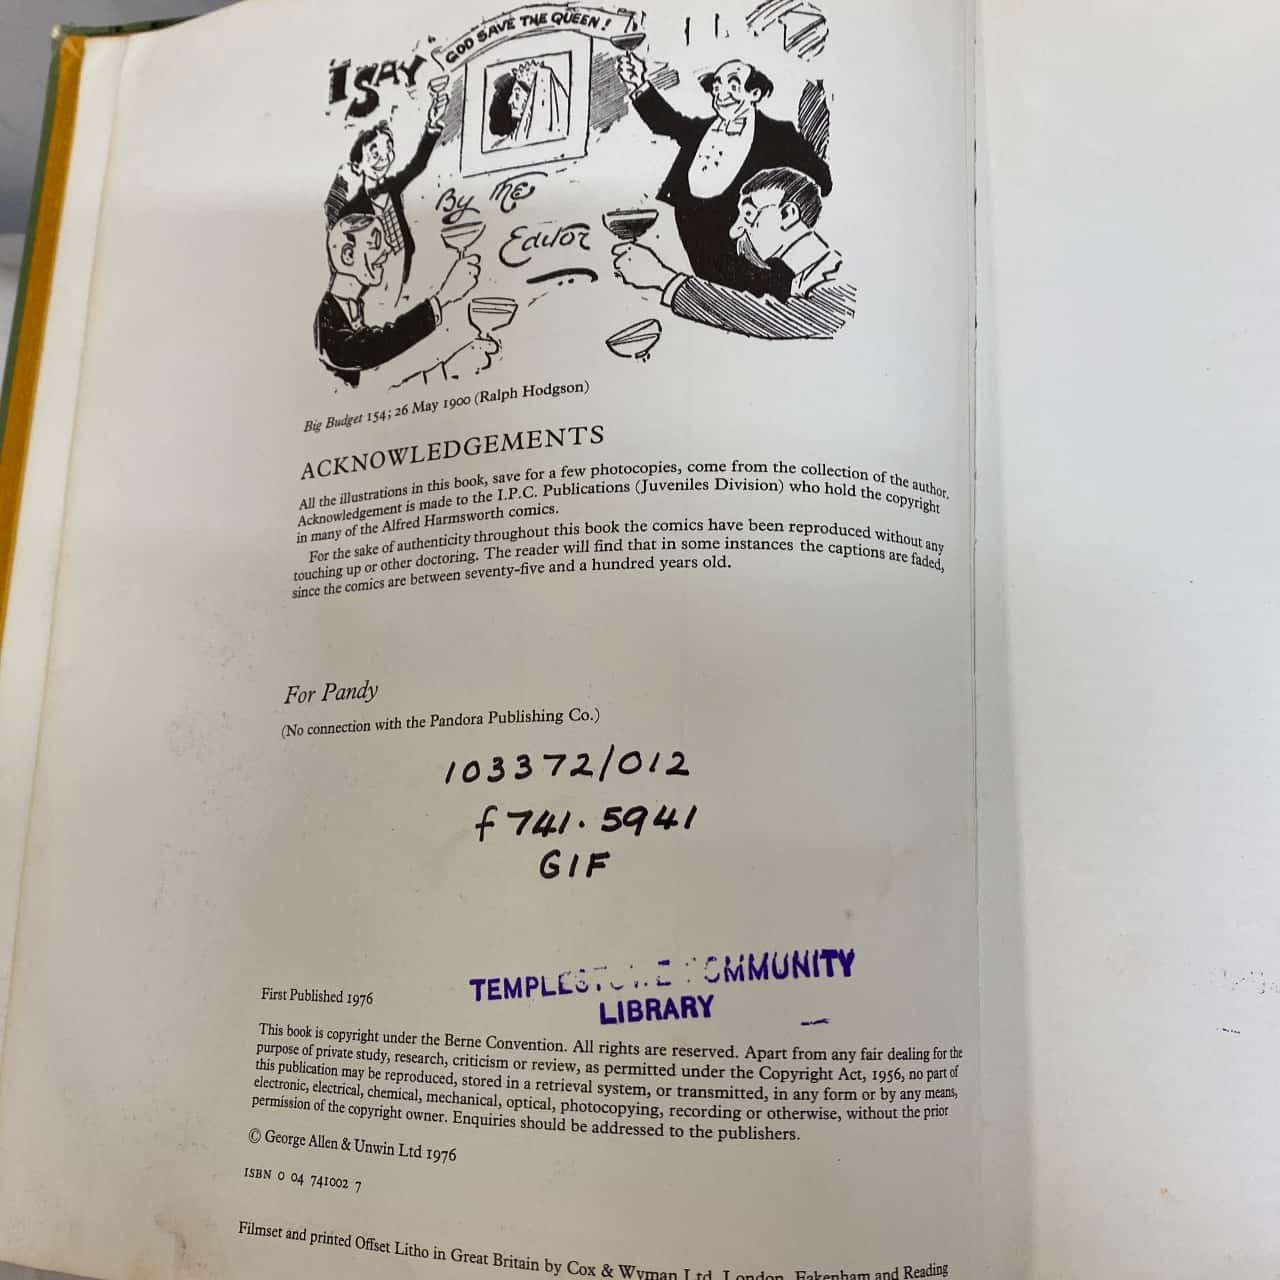 I SAY
GOD SAVE THE QUEEN!
By THE
Editor
Big Budget 154; 26 May 1900 (Ralph Hodgson)
ACKNOWLEDGEMENTS
All the illustrations in this book, save for a few photocopies, come from the collection of the author.
Acknowledgement is made to the I.P.C. Publications (Juveniles Division) who hold the copyright
in many of the Alfred Harmsworth comics.
For the sake of authenticity throughout this book the comics have been reproduced without any
touching up or other doctoring. The reader will find that in some instances the captions are faded,
since the comics are between seventy-five and a hundred years old.
For Pandy
(No connection with the Pandora Publishing Co.)
103372/012
f 741.5941
GIF
TEMPLESTOWE COMMUNITY
LIBRARY
First Published 1976
This book is copyright under the Berne Convention. All rights are reserved. Apart from any fair dealing for the
purpose of private study, research, criticism or review, as permitted under the Copyright Act, 1956, no part of
this publication may be reproduced, stored in a retrieval system, or transmitted, in any form or by any means,
electronic, electrical, chemical, mechanical, optical, photocopying, recording or otherwise, without the prior
permission of the copyright owner. Enquiries should be addressed to the publishers.
© George Allen & Unwin Ltd 1976
ISBN 0 04 741002 7
Filmset and printed Offset Litho in Great Britain by Cox & Wyman Ltd, London, Fakenham and Reading